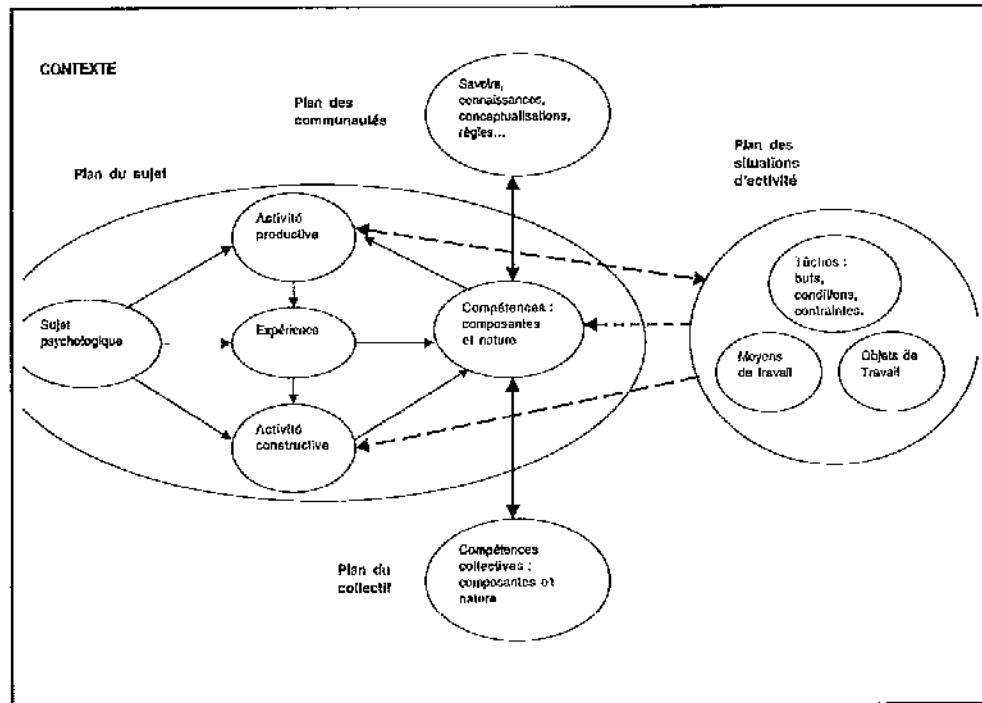 CONTEXTE
Plan des
communautés
Savoirs,
connaissances,
conceptualisations,
règles...
Plan des
situations
d'activité
Plan du sujet
Activité
productive
Tâches :
buts,
conditions,
contraintes.
Sujet
psychologique
Expérience
Compétences :
composantes
et nature
Moyens
de travail
Objets de
Travail
Activité
constructive
Plan du
collectif
Compétences
collectives :
composantes et
nature